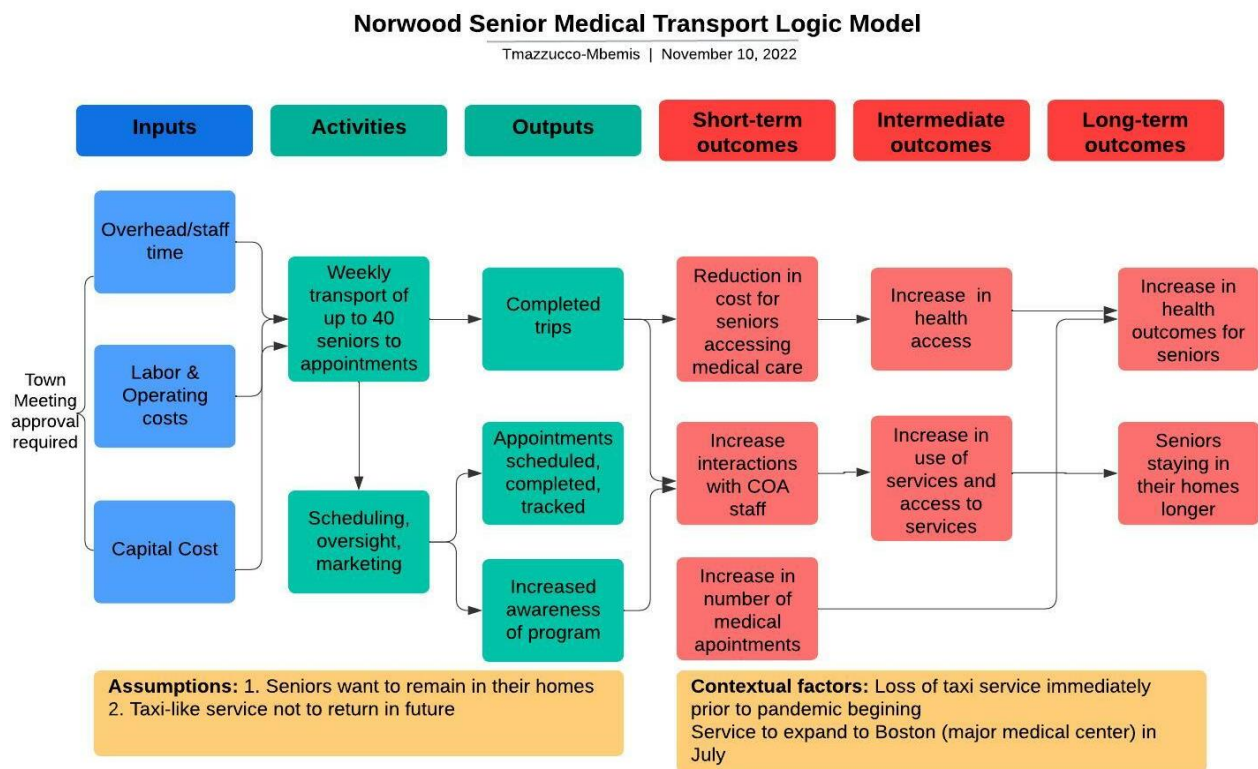 Norwood Senior Medical Transport Logic Model
Tmazzucco-Mbemis | November 10, 2022
Inputs
Activities
Outputs
Short-term
outcomes
Intermediate
outcomes
Long-term
outcomes
Town
Meeting
approval
required
Overhead/staff
time
Labor &
Operating
costs
Capital Cost
Weekly
transport of
up to 40
seniors to
appointments
Scheduling,
oversight,
marketing
Completed
trips
Appointments
scheduled,
completed,
tracked
Increased
awareness
of program
Reduction in
cost for
seniors
accessing
medical care
Increase
interactions
with COA
staff
Increase in
number of
medical
apointments
Increase in
health
access
Increase in
use of
services and
access to
services
Increase in
health
outcomes for
seniors
Seniors
staying in
their homes
longer
Assumptions: 1. Seniors want to remain in their homes
2. Taxi-like service not to return in future
Contextual factors: Loss of taxi service immediately
prior to pandemic begining
Service to expand to Boston (major medical center) in
July